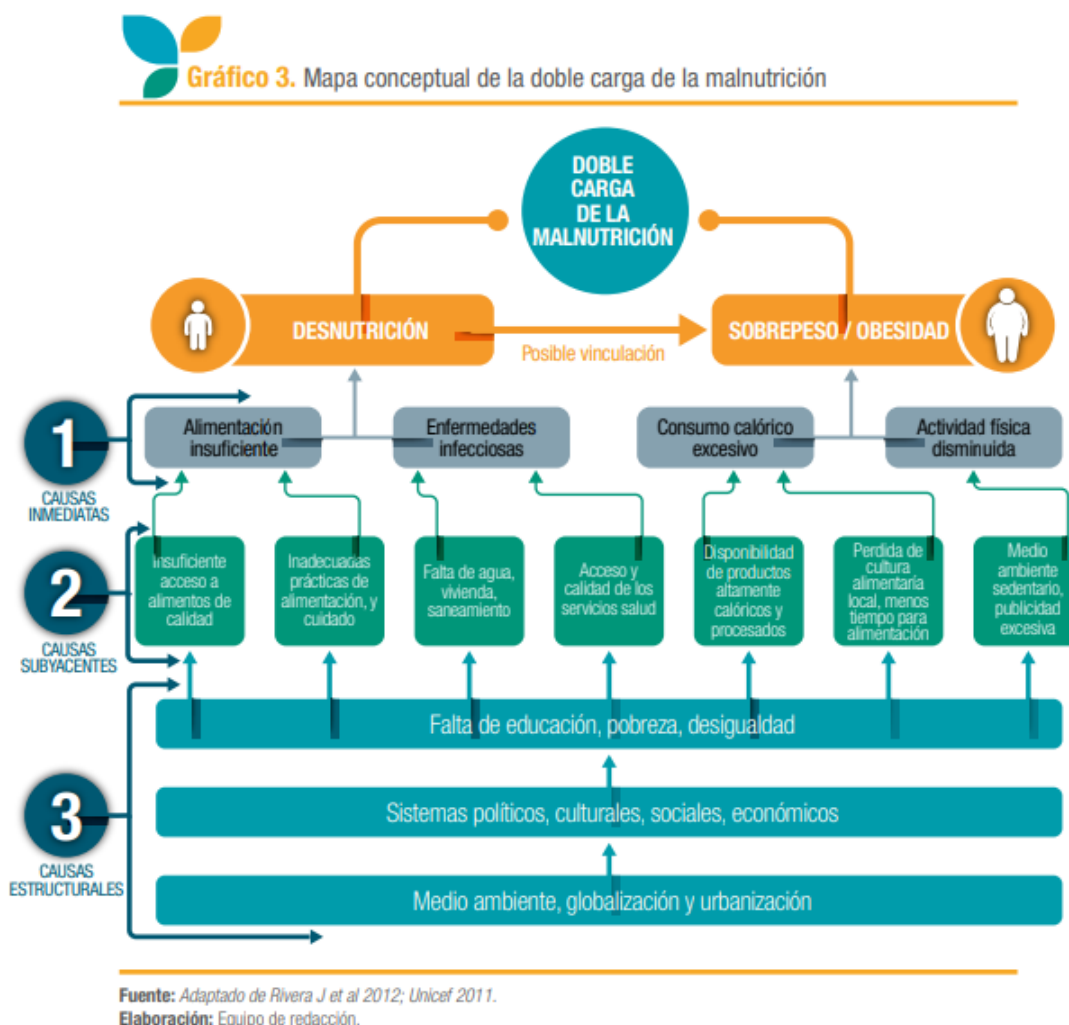 Gráfico 3. Mapa conceptual de la doble carga de la malnutrición
DOBLE
CARGA
DE LA
MALNUTRICIÓN
DESNUTRICIÓN
Posible vinculación
SOBREPESO / OBESIDAD
1
CAUSAS
INMEDIATAS
Alimentación
insuficiente
Enfermedades
infecciosas
Consumo calórico
excesivo
Actividad física
disminuida
2
CAUSAS
SUBYACENTES
Insuficiente
acceso a
alimentos de
calidad
Inadecuadas
prácticas de
alimentación, y
cuidado
Falta de agua,
vivienda,
saneamiento
Acceso y
calidad de los
servicios salud
Disponibilidad
de productos
altamente
calóricos y
procesados
Perdida de
cultura
alimentaría
local, menos
tiempo para
alimentación
Medio
ambiente
sedentario,
publicidad
excesiva
3
CAUSAS
ESTRUCTURALES
Falta de educación, pobreza, desigualdad
Sistemas políticos, culturales, sociales, económicos
Medio ambiente, globalización y urbanización
Fuente: Adaptado de Rivera J et al 2012; Unicef 2011.
Elaboración: Equipo de redacción.